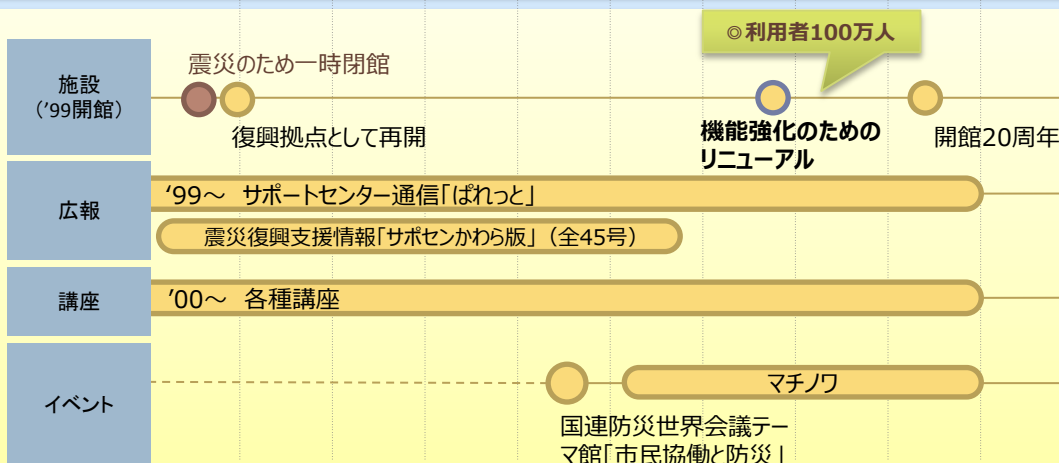 ◎利用者100万人
施設
('99開館)
震災のため一時閉館
復興拠点として再開
機能強化のための
リニューアル
開館20周年
広報
‘99～ サポートセンター通信「ぱれっと」
震災復興支援情報「サポセンかわら版」(全45号)
講座
’00～ 各種講座
イベント
マチノワ
国連防災世界会議テー
マ館「市民協働と防災」